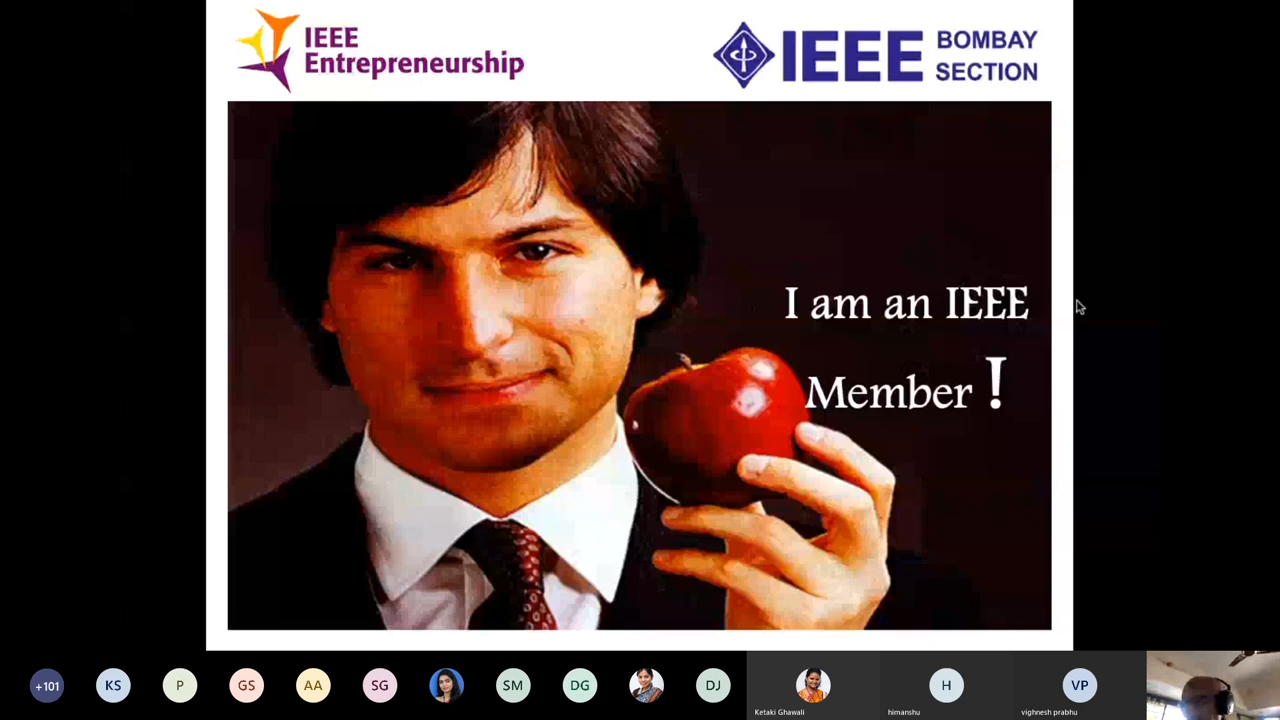 IEEE
Entrepreneurship
IEEE BOMBAY
SECTION
I am an IEEE
Member !
+101
KS
P
GS
AA
SG
SM
DG
DJ
H
VP
Ketaki Ghawali
himanshu
vighnesh prabhu